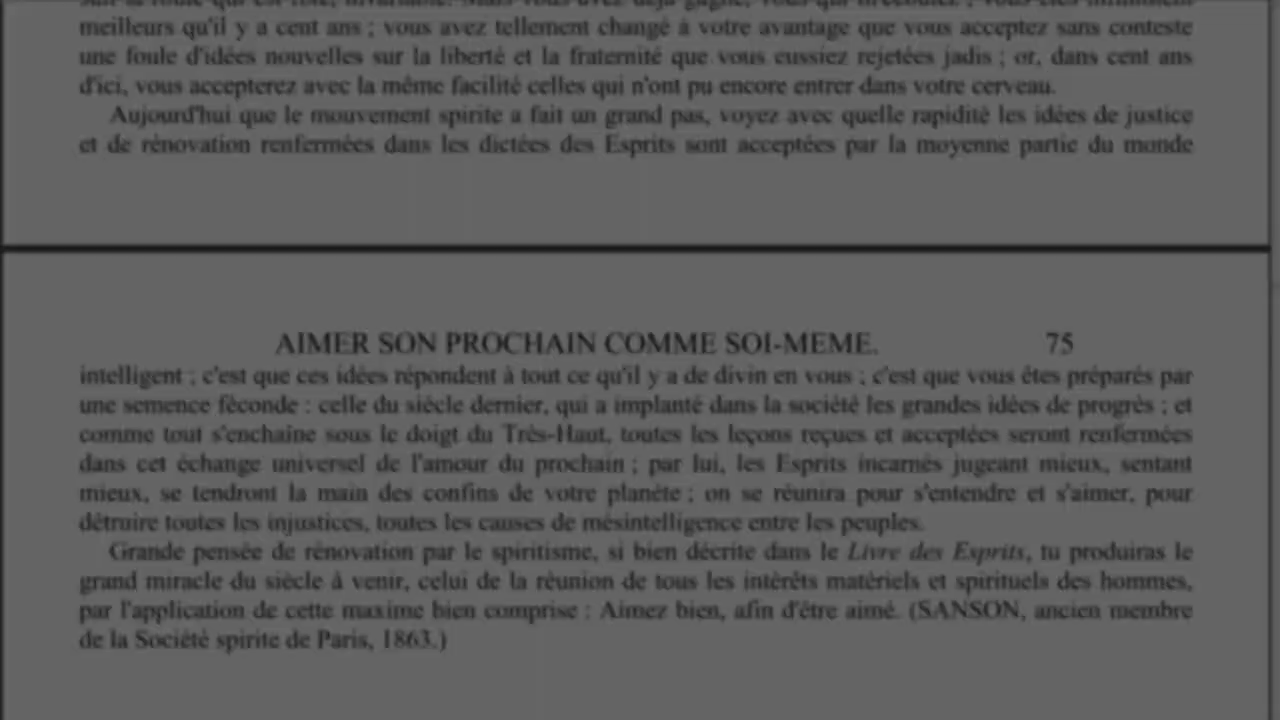 meilleurs qu'il y a cent ans ; vous avez tellement changé à votre avantage que vous acceptez sans conteste
une foule d'idées nouvelles sur la liberté et la fraternité que vous eussiez rejetées jadis ; or, dans cent ans
d'ici, vous accepterez avec la même facilité celles qui n'ont pu encore entrer dans votre cerveau.
Aujourd'hui que le mouvement spirite a fait un grand pas, voyez avec quelle rapidité les idées de justice
et de rénovation renfermées dans les dictées des Esprits sont acceptées par la moyenne partie du monde
AIMER SON PROCHAIN COMME SOI-MEME. 75
intelligent ; c'est que ces idées répondent à tout ce qu'il y a de divin en vous ; c'est que vous êtes préparés par
une semence féconde : celle du siècle dernier, qui a implanté dans la société les grandes idées de progrès ; et
comme tout s'enchaîne sous le doigt du Très-Haut, toutes les leçons reçues et acceptées seront renfermées
dans cet échange universel de l'amour du prochain ; par lui, les Esprits incarnés jugeant mieux, sentant
mieux, se tendront la main des confins de votre planète ; on se réunira pour s'entendre et s'aimer, pour
détruire toutes les injustices, toutes les causes de mésintelligence entre les peuples.
Grande pensée de rénovation par le spiritisme, si bien décrite dans le Livre des Esprits, tu produiras le
grand miracle du siècle à venir, celui de la réunion de tous les intérêts matériels et spirituels des hommes,
par l'application de cette maxime bien comprise : Aimez bien, afin d'être aimé. (SANSON, ancien membre
de la Société spirite de Paris, 1863.)